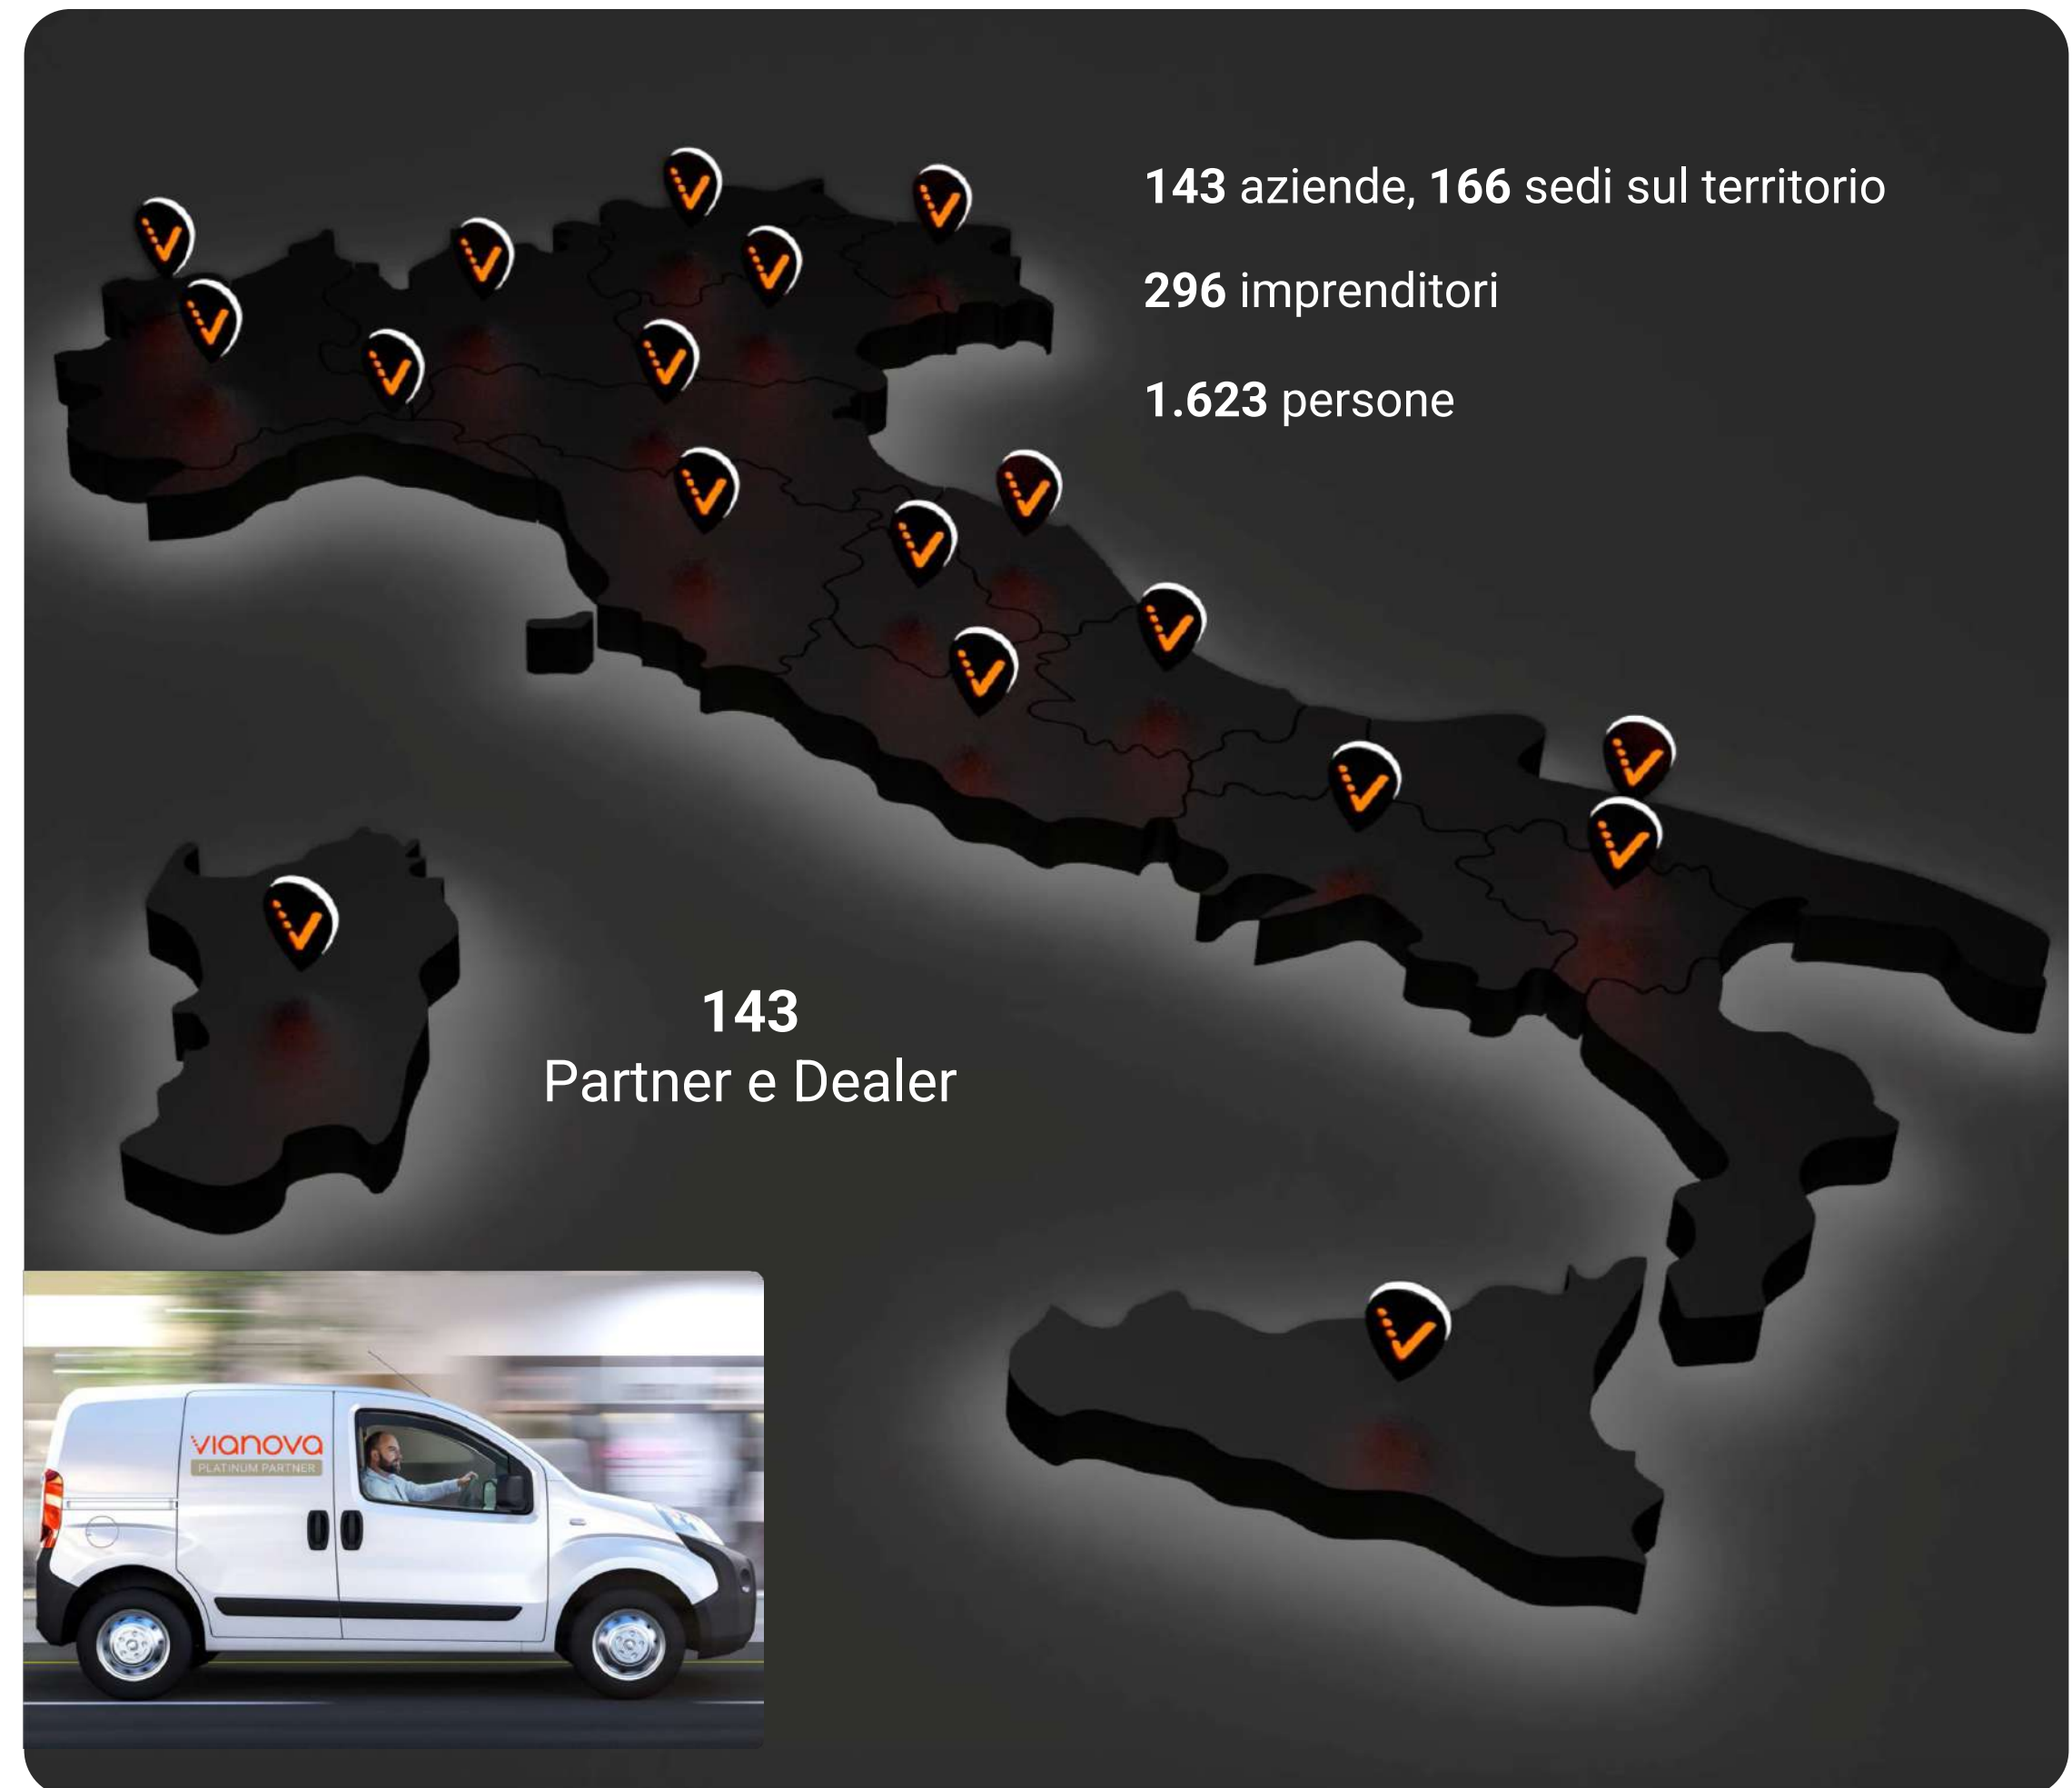 143 aziende, 166 sedi sul territorio
296 imprenditori
1.623 persone
143
Partner e Dealer
vianova
PLATINUM PARTNER